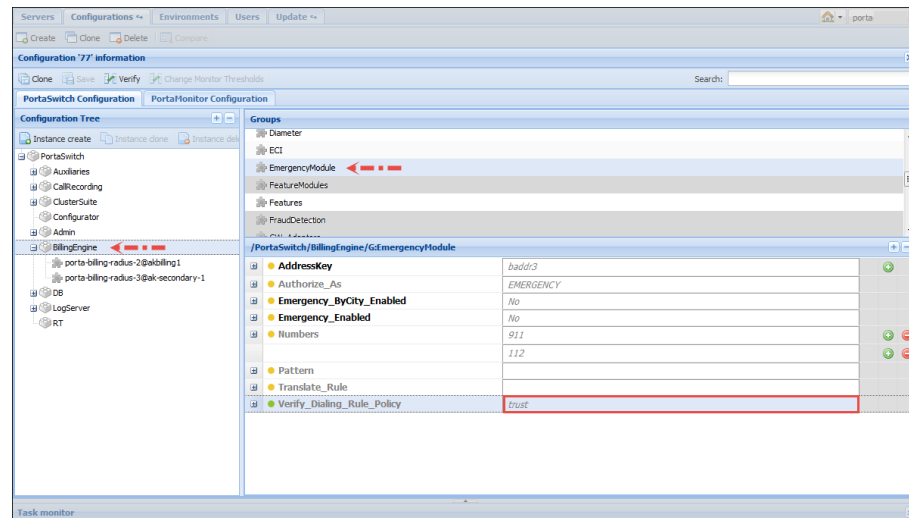 Servers Configurations Environments Users Update porta
Create Clone Delete Compare
Configuration '77' information
Clone Save Verify Change Monitor Thresholds Search:
PortaSwitch Configuration PortaMonitor Configuration
Configuration Tree
Instance create Instance clone Instance dele
PortaSwitch
Auxiliaries
CallRecording
ClusterSuite
Configurator
Admin
BillingEngine
porta-billing-radius-2@akbilling1
porta-billing-radius-3@ak-secondary-1
DB
LogServer
RT
Groups
Diameter
ECI
EmergencyModule
FeatureModules
Features
FraudDetection
/PortaSwitch/BillingEngine/G:EmergencyModule
AddressKey baddr3
Authorize_As EMERGENCY
Emergency_ByCity_Enabled No
Emergency_Enabled No
Numbers 911
112
Pattern
Translate_Rule
Verify_Dialing_Rule_Policy trust
Task monitor